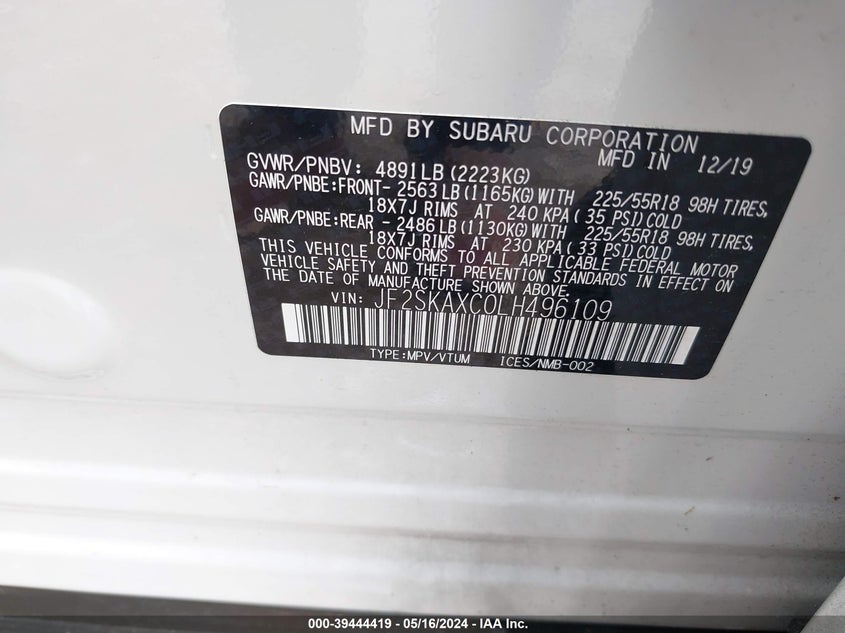 MFD BY SUBARU CORPORATION
MFD IN 12/19
GVWR/PNBV: 4891LB (2223KG)
GAWR/PNBE:FRONT- 2563 LB (1165KG) WITH 225/55R18 98H TIRES,
18X7J RIMS AT 240 KPA ( 35 PSI) COLD
GAWR/PNBE:REAR - 2486 LB (1130KG) WITH 225/55R18 98H TIRES,
18X7J RIMS AT 230 KPA ( 33 PSI) COLD
THIS VEHICLE CONFORMS TO ALL APPLICABLE FEDERAL MOTOR
VEHICLE SAFETY AND THEFT PREVENTION STANDARDS IN EFFECT ON
THE DATE OF MANUFACTURE SHOWN ABOVE.
VIN: JF2SKAXC0LH496109
TYPE:MPV/VTUM ICES/NMB-002
000-39444419 - 05/16/2024 - IAA Inc.